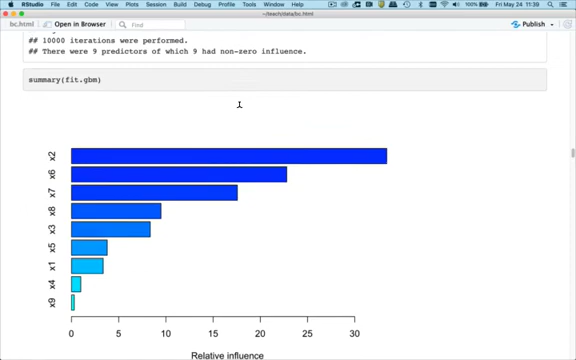 RStudio File Edit Code View Plots Session Build Debug Profile Tools Window Help 100% Fri May 24 11:39
~/teach/data/bc.html
bc.html Open in Browser Find Publish
## 10000 iterations were performed.
## There were 9 predictors of which 9 had non-zero influence.
summary(fit.gbm)
x2
x6
x7
x8
x3
x5
x1
x4
x9
0 5 10 15 20 25 30
Relative influence